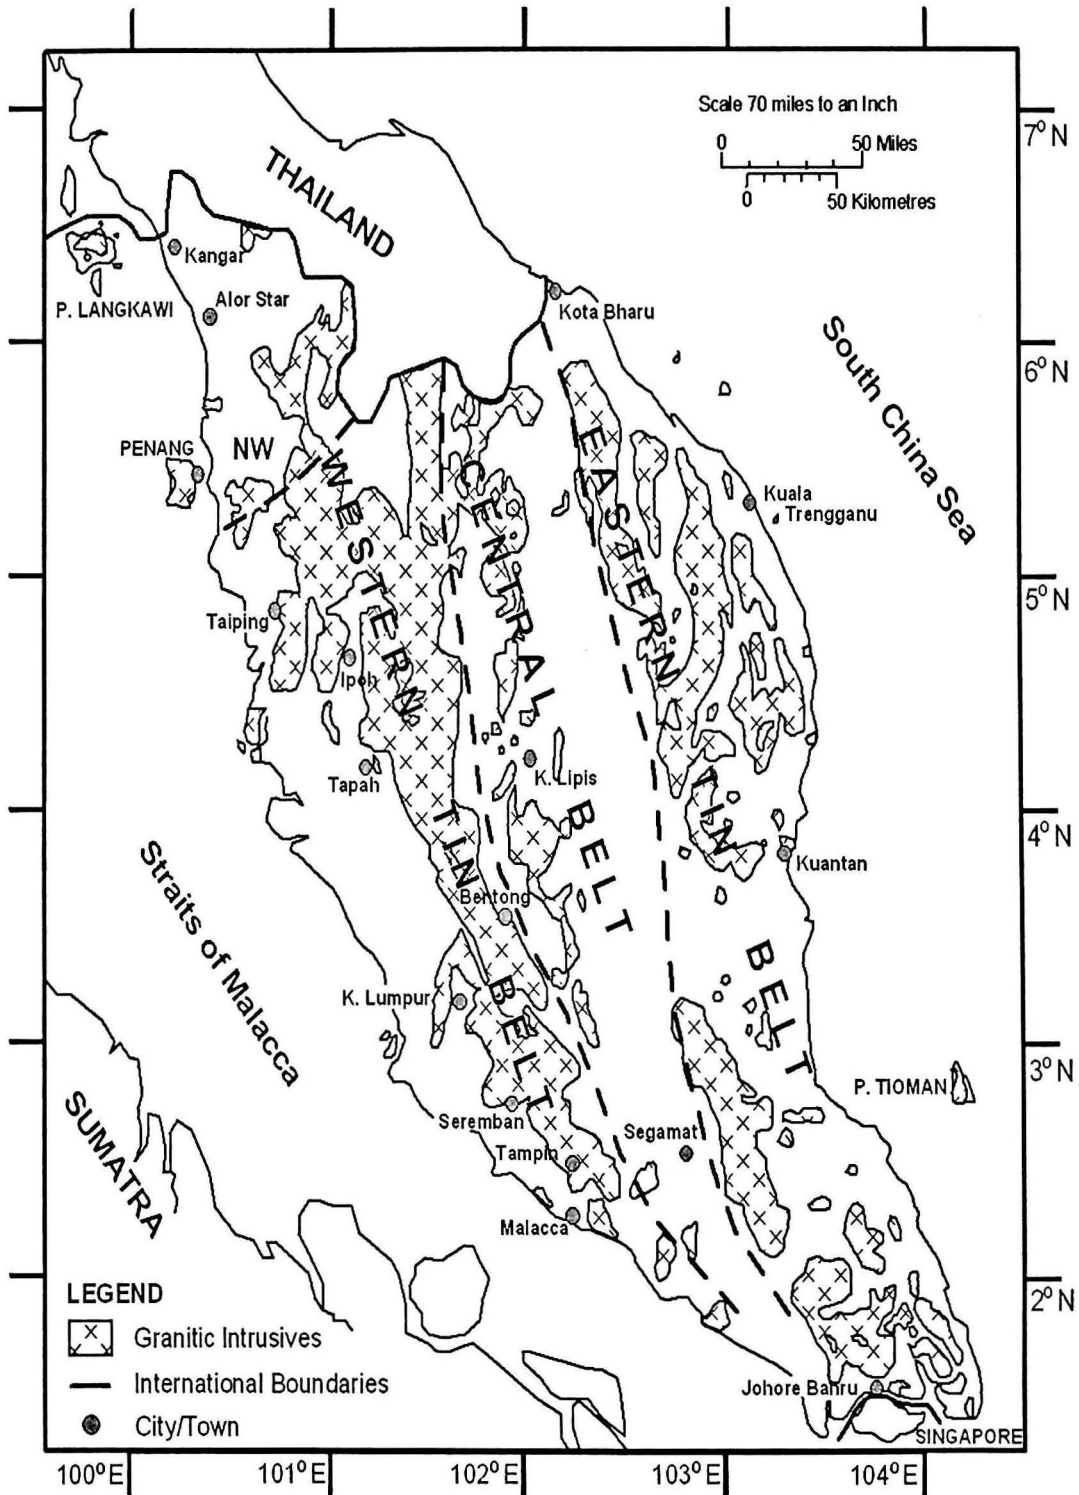 Scale 70 miles to an Inch
0 50 Miles
0 50 Kilometres
7° N
THAILAND
Kangar
P. LANGKAWI
Alor Star
Kota Bharu
South China Sea
6° N
PENANG
NW
WESTERN TIN BELT
CENTRAL BELT
EASTERN TIN BELT
Kuala
Trengganu
5° N
Taiping
Ipoh
Tapah
K. Lipis
4° N
Kuantan
Straits of Malacca
Bentong
K. Lumpur
3° N
P. TIOMAN
SUMATRA
Seremban
Segamat
Tampin
Malacca
2° N
LEGEND
Granitic Intrusives
International Boundaries
City/Town
Johore Bahru
SINGAPORE
100° E 101° E 102° E 103° E 104° E